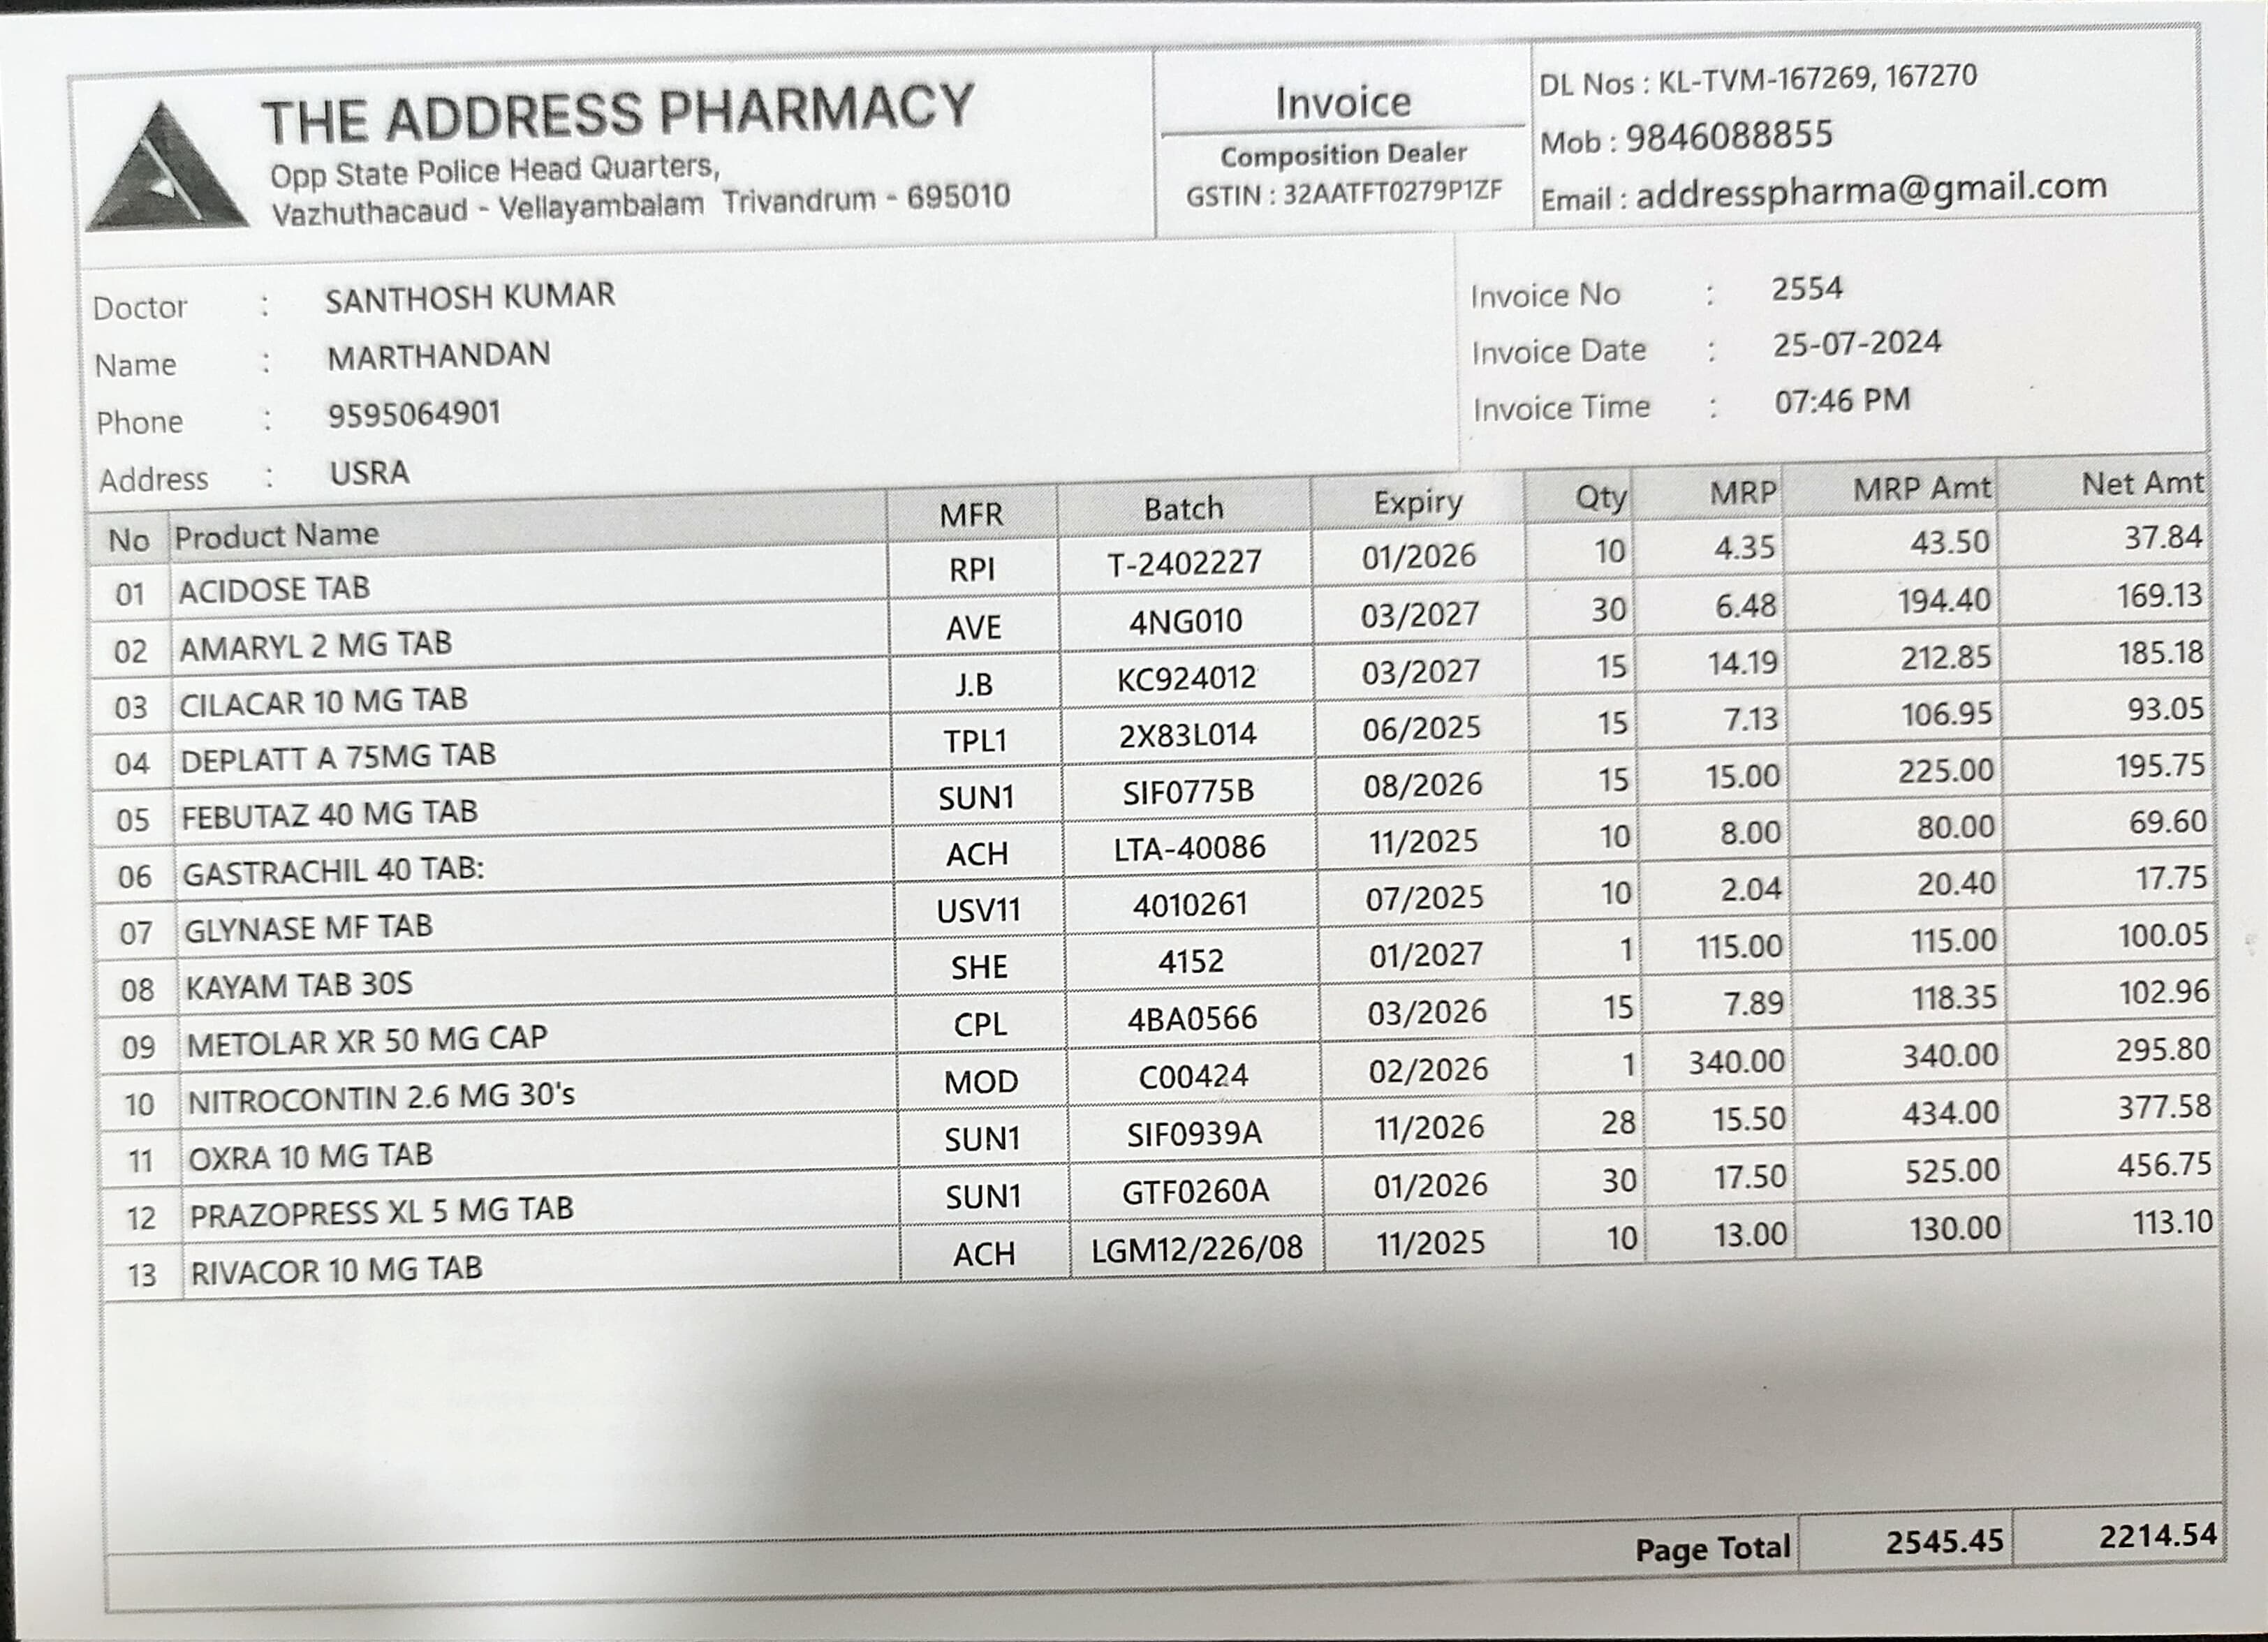 THE ADDRESS PHARMACY
Opp State Police Head Quarters,
Vazhuthacaud - Vellayambalam Trivandrum - 695010
Invoice
Composition Dealer
GSTIN : 32AATFT0279P1ZF
DL Nos : KL-TVM-167269, 167270
Mob : 9846088855
Email : addresspharma@gmail.com
Doctor : SANTHOSH KUMAR
Name : MARTHANDAN
Phone : 9595064901
Address : USRA
Invoice No : 2554
Invoice Date : 25-07-2024
Invoice Time : 07:46 PM
No Product Name MFR Batch Expiry Qty MRP MRP Amt Net Amt
01 ACIDOSE TAB RPI T-2402227 01/2026 10 4.35 43.50 37.84
02 AMARYL 2 MG TAB AVE 4NG010 03/2027 30 6.48 194.40 169.13
03 CILACAR 10 MG TAB J.B KC924012 03/2027 15 14.19 212.85 185.18
04 DEPLATT A 75MG TAB TPL1 2X83L014 06/2025 15 7.13 106.95 93.05
05 FEBUTAZ 40 MG TAB SUN1 SIF0775B 08/2026 15 15.00 225.00 195.75
06 GASTRACHIL 40 TAB: ACH LTA-40086 11/2025 10 8.00 80.00 69.60
07 GLYNASE MF TAB USV11 4010261 07/2025 10 2.04 20.40 17.75
08 KAYAM TAB 30S SHE 4152 01/2027 1 115.00 115.00 100.05
09 METOLAR XR 50 MG CAP CPL 4BA0566 03/2026 15 7.89 118.35 102.96
10 NITROCONTIN 2.6 MG 30's MOD C00424 02/2026 1 340.00 340.00 295.80
11 OXRA 10 MG TAB SUN1 SIF0939A 11/2026 28 15.50 434.00 377.58
12 PRAZOPRESS XL 5 MG TAB SUN1 GTF0260A 01/2026 30 17.50 525.00 456.75
13 RIVACOR 10 MG TAB ACH LGM12/226/08 11/2025 10 13.00 130.00 113.10
Page Total 2545.45 2214.54